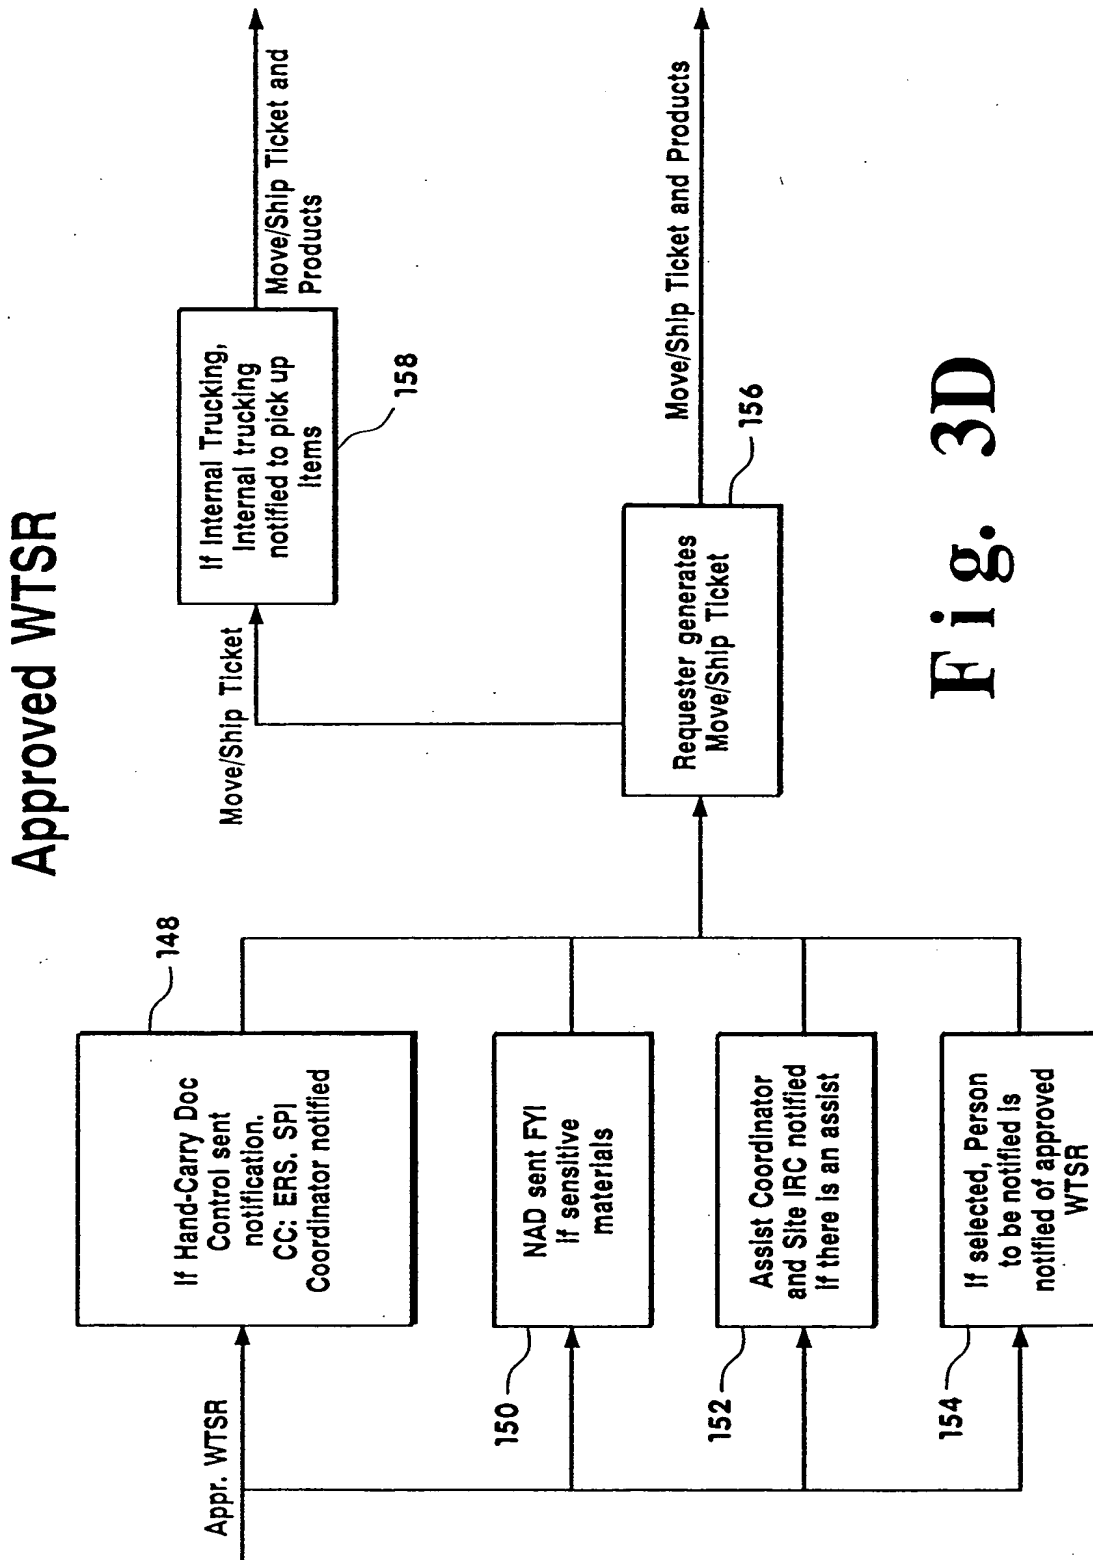 Approved WTSR
Appr. WTSR
If Hand-Carry Doc
Control sent
notification.
CC: ERS. SPI
Coordinator notified
148
NAD sent FYI
if sensitive
materials
150
Assist Coordinator
and Site IRC notified
if there is an assist
152
If selected, Person
to be notified is
notified of approved
WTSR
154
Requester generates
Move/Ship Ticket
156
Move/Ship Ticket
If Internal Trucking,
Internal trucking
notified to pick up
items
158
Move/Ship Ticket and
Products
Move/Ship Ticket and Products
Fig. 3D